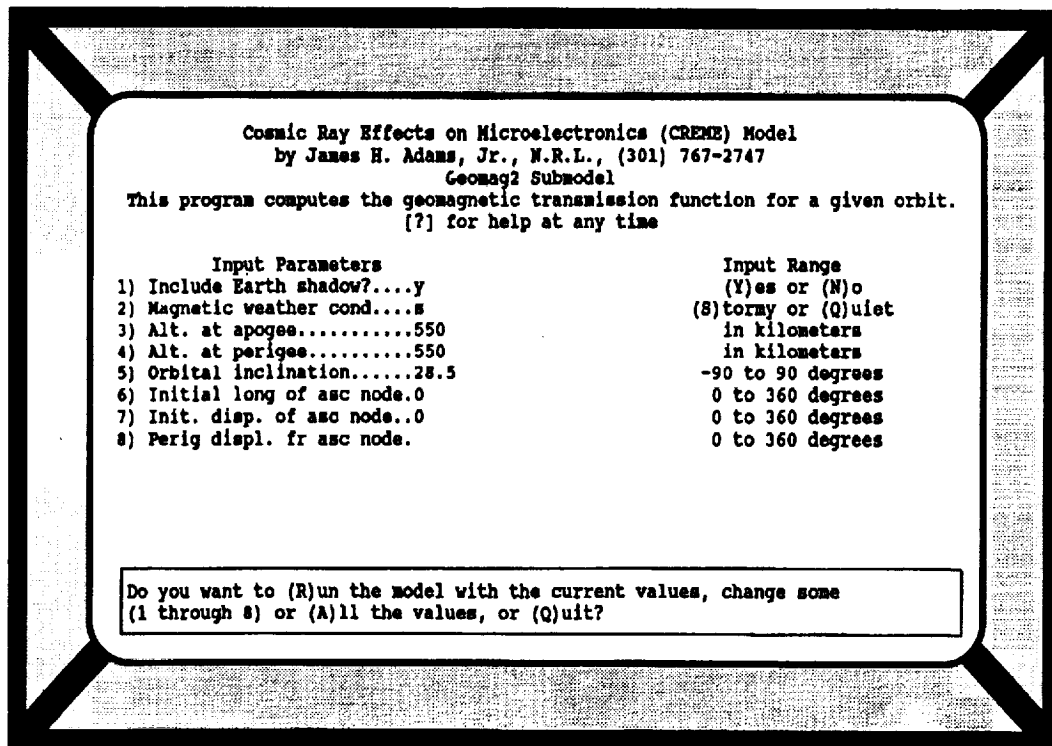 Cosmic Ray Effects on Microelectronics (CREME) Model
by James H. Adams, Jr., N.R.L., (301) 767-2747
Geomag2 Submodel
This program computes the geomagnetic transmission function for a given orbit.
[?] for help at any time
Input Parameters Input Range
1) Include Earth shadow?....y (Y)es or (N)o
2) Magnetic weather cond....s (S)tormy or (Q)uiet
3) Alt. at apogee...........550 in kilometers
4) Alt. at perigee..........550 in kilometers
5) Orbital inclination......28.5 -90 to 90 degrees
6) Initial long of asc node.0 0 to 360 degrees
7) Init. disp. of asc node..0 0 to 360 degrees
8) Perig displ. fr asc node. 0 to 360 degrees
Do you want to (R)un the model with the current values, change some
(1 through 8) or (A)ll the values, or (Q)uit?